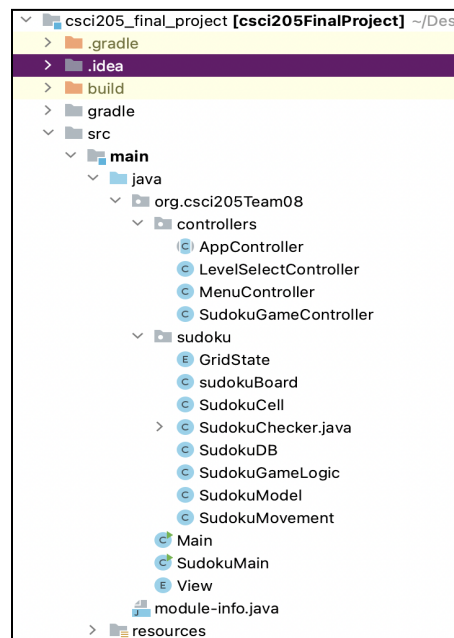 csci205_final_project [csci205FinalProject] ~/Des
.gradle
.idea
build
gradle
src
main
java
org.csci205Team08
controllers
C AppController
C LevelSelectController
C MenuController
C SudokuGameController
sudoku
E GridState
C sudokuBoard
C SudokuCell
C SudokuChecker.java
C SudokuDB
C SudokuGameLogic
C SudokuModel
C SudokuMovement
C Main
C SudokuMain
E View
J module-info.java
resources